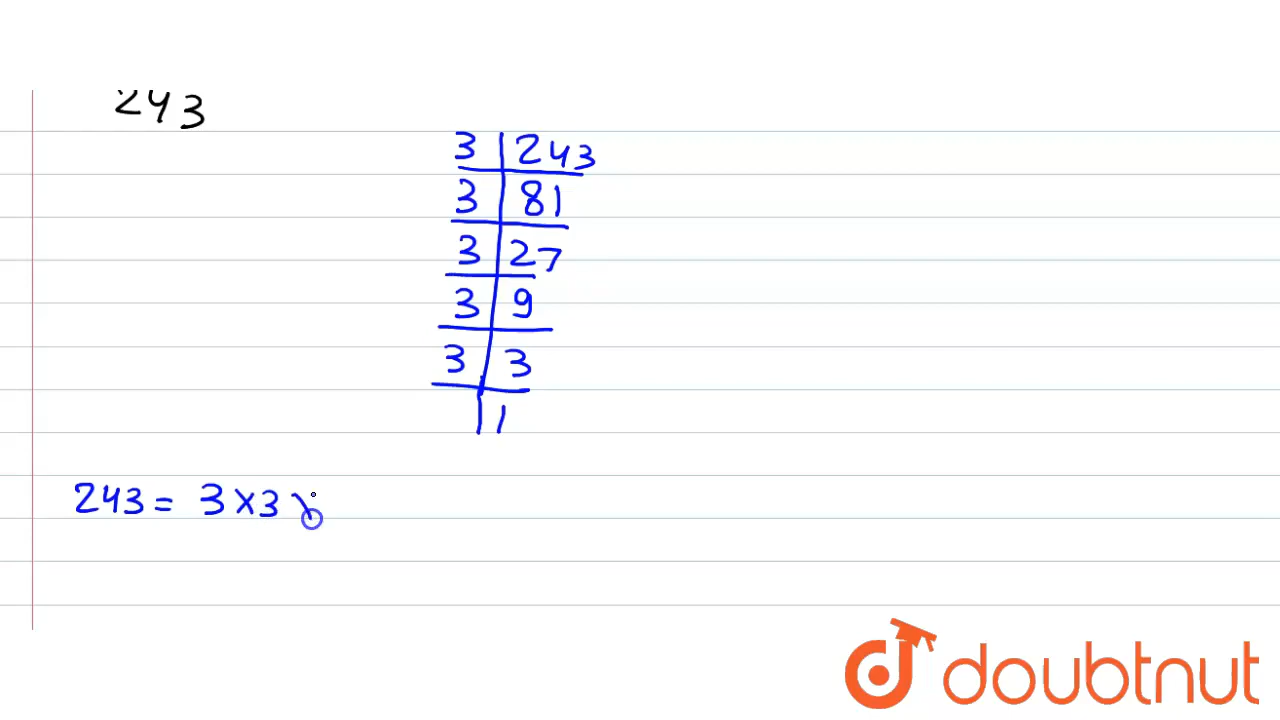 243
3 | 243
3 | 81
3 | 27
3 | 9
3 | 3
| 1
243 = 3 × 3 ×
doubtnut